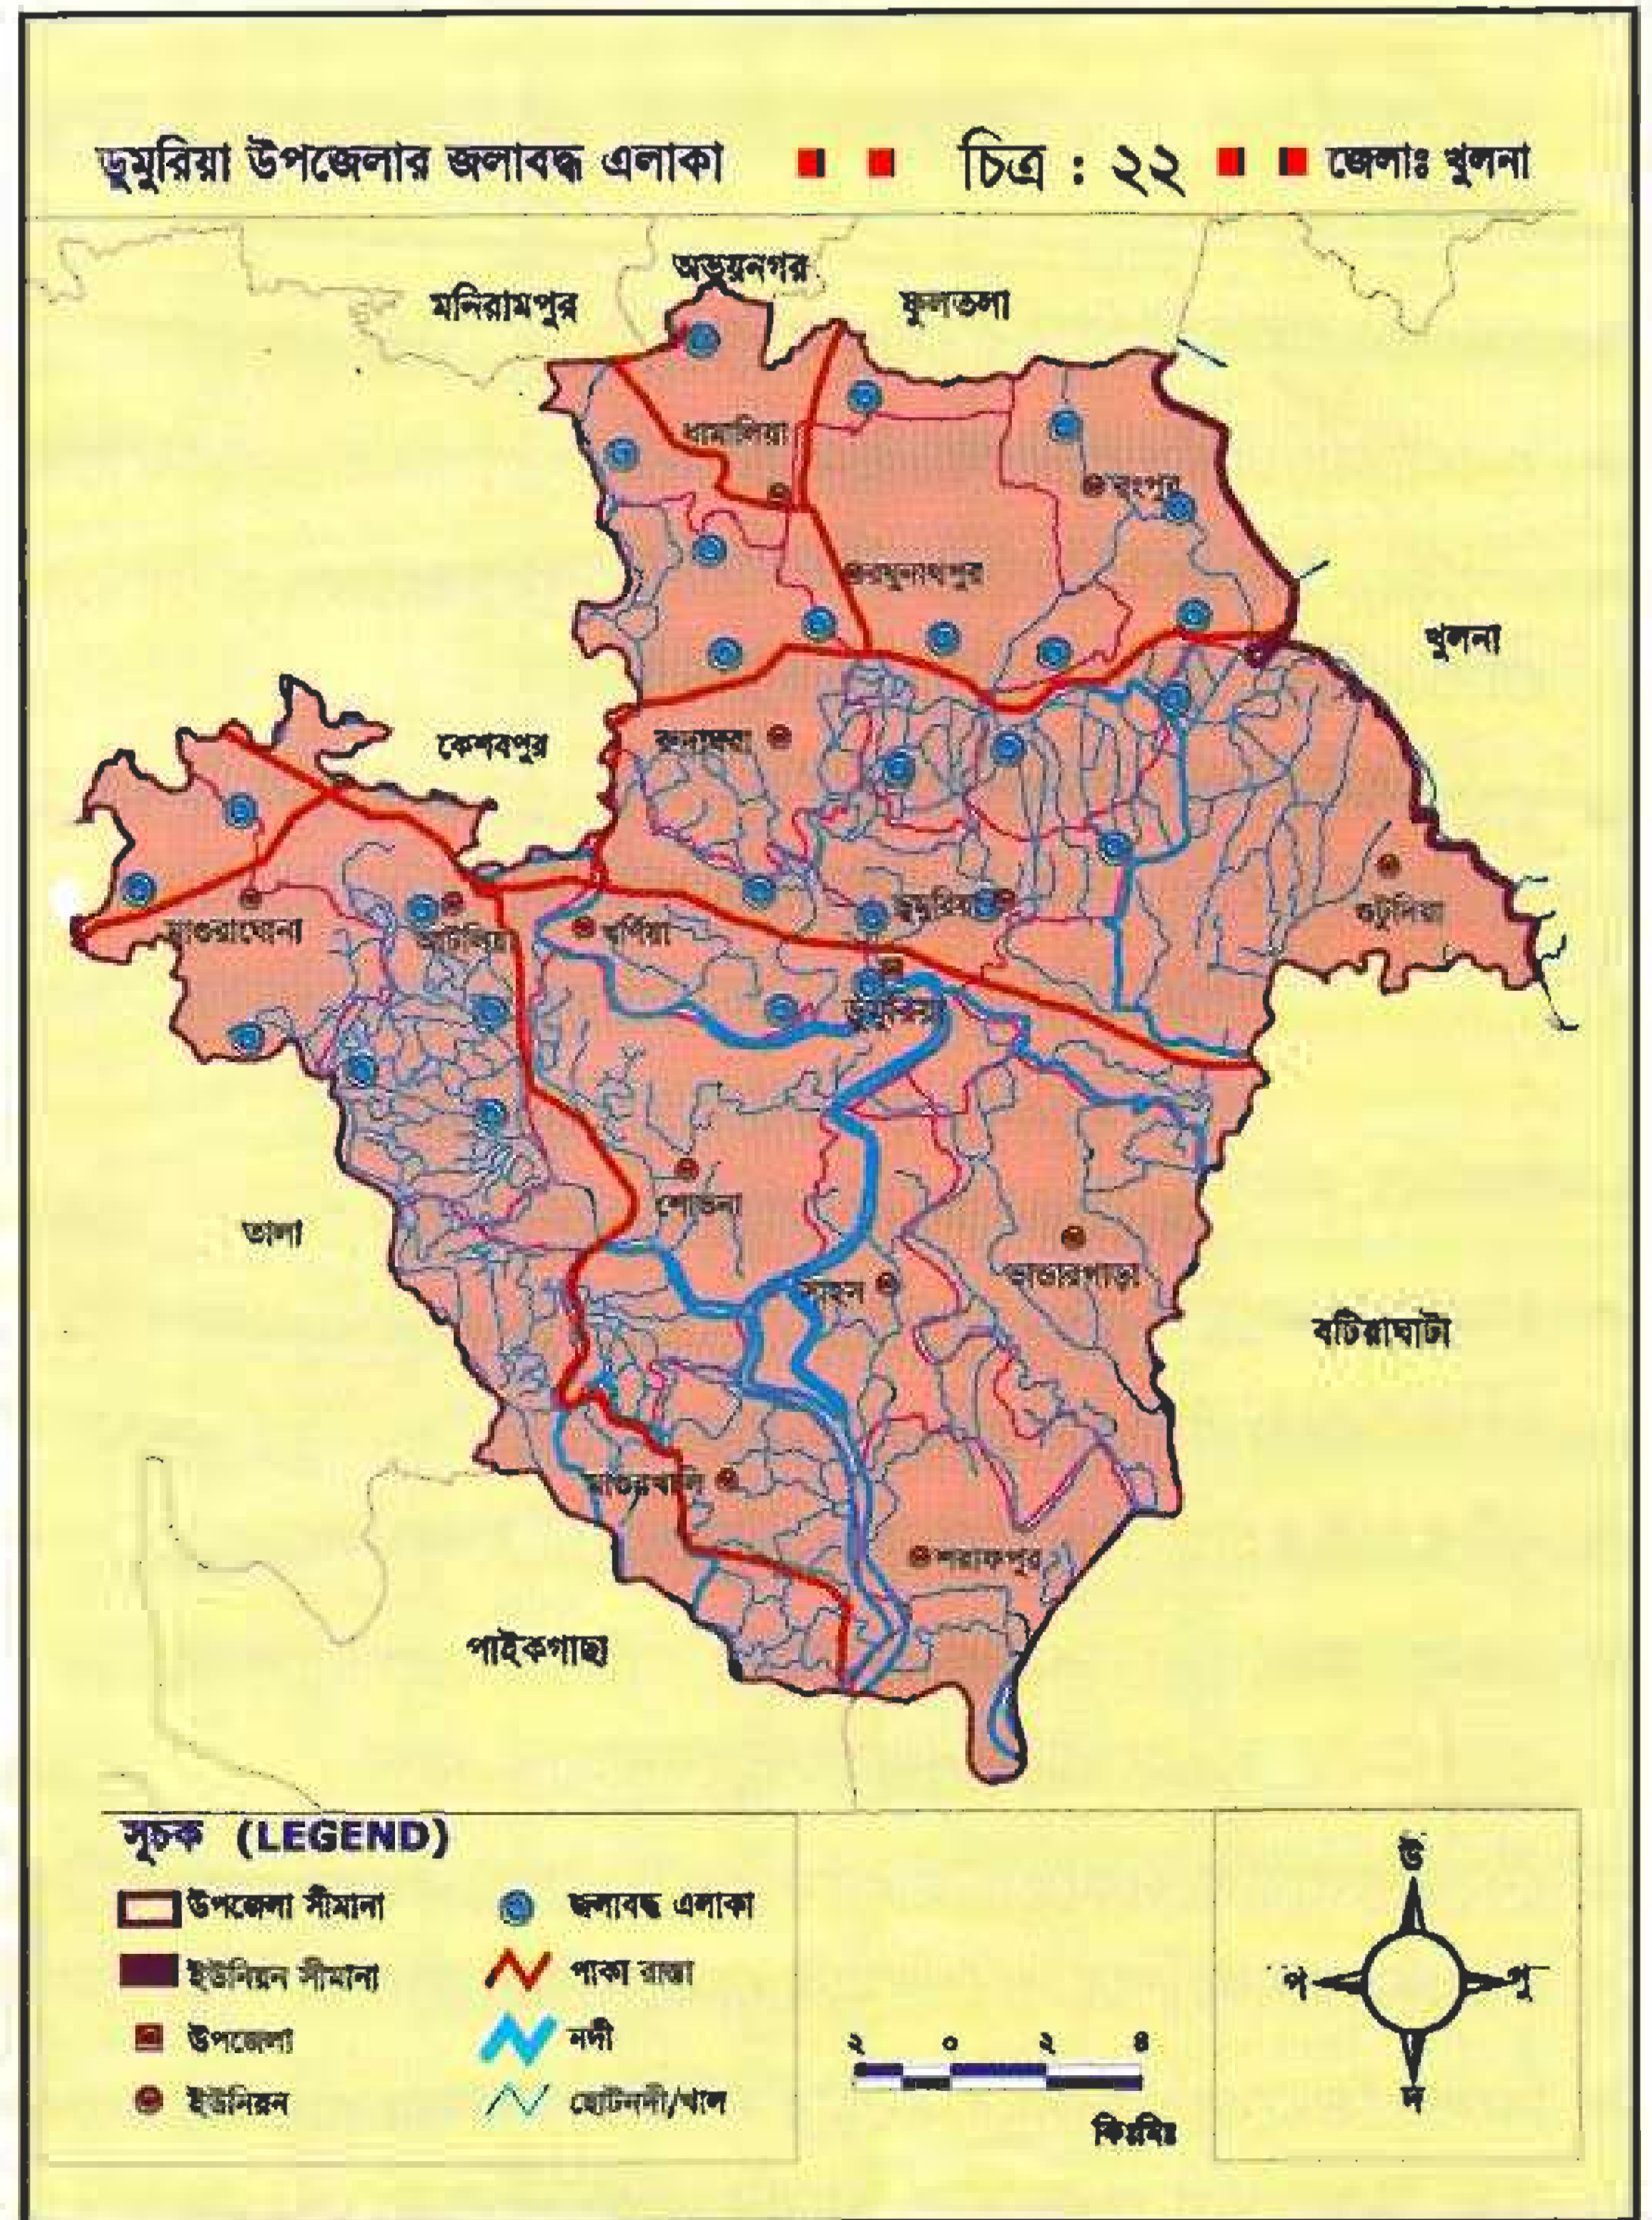 ডুমুরিয়া উপজেলার জলাবদ্ধ এলাকা চিত্র : ২২ জেলাঃ খুলনা
অভয়নগর
মনিরামপুর
ফুলতলা
ধামালিয়া
রংপুর
রঘুনাথপুর
খুলনা
কেশবপুর
রুদাঘরা
ডুমুরিয়া
গুটুদিয়া
মাগুরাঘোনা
আটলিয়া
খর্ণিয়া
ডুমুরিয়া
শোভনা
তালা
সাহস
ভান্ডারপাড়া
বটিয়াঘাটা
মাগুরখালি
শরাফপুর
পাইকগাছা
সূচক (LEGEND)
উপজেলা সীমানা
জলাবদ্ধ এলাকা
ইউনিয়ন সীমানা
পাকা রাস্তা
উপজেলা
নদী
ইউনিয়ন
ছোটনদী/খাল
২ ০ ২ ৪
কিঃমিঃ
উ
প
পু
দ